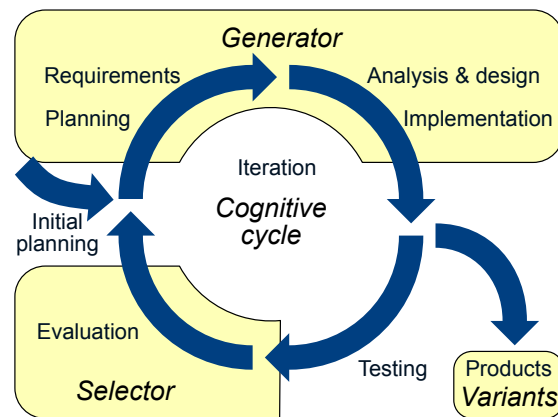 Generator
Requirements
Analysis & design
Planning
Implementation
Iteration
Cognitive
cycle
Initial
planning
Evaluation
Testing
Selector
Products
Variants